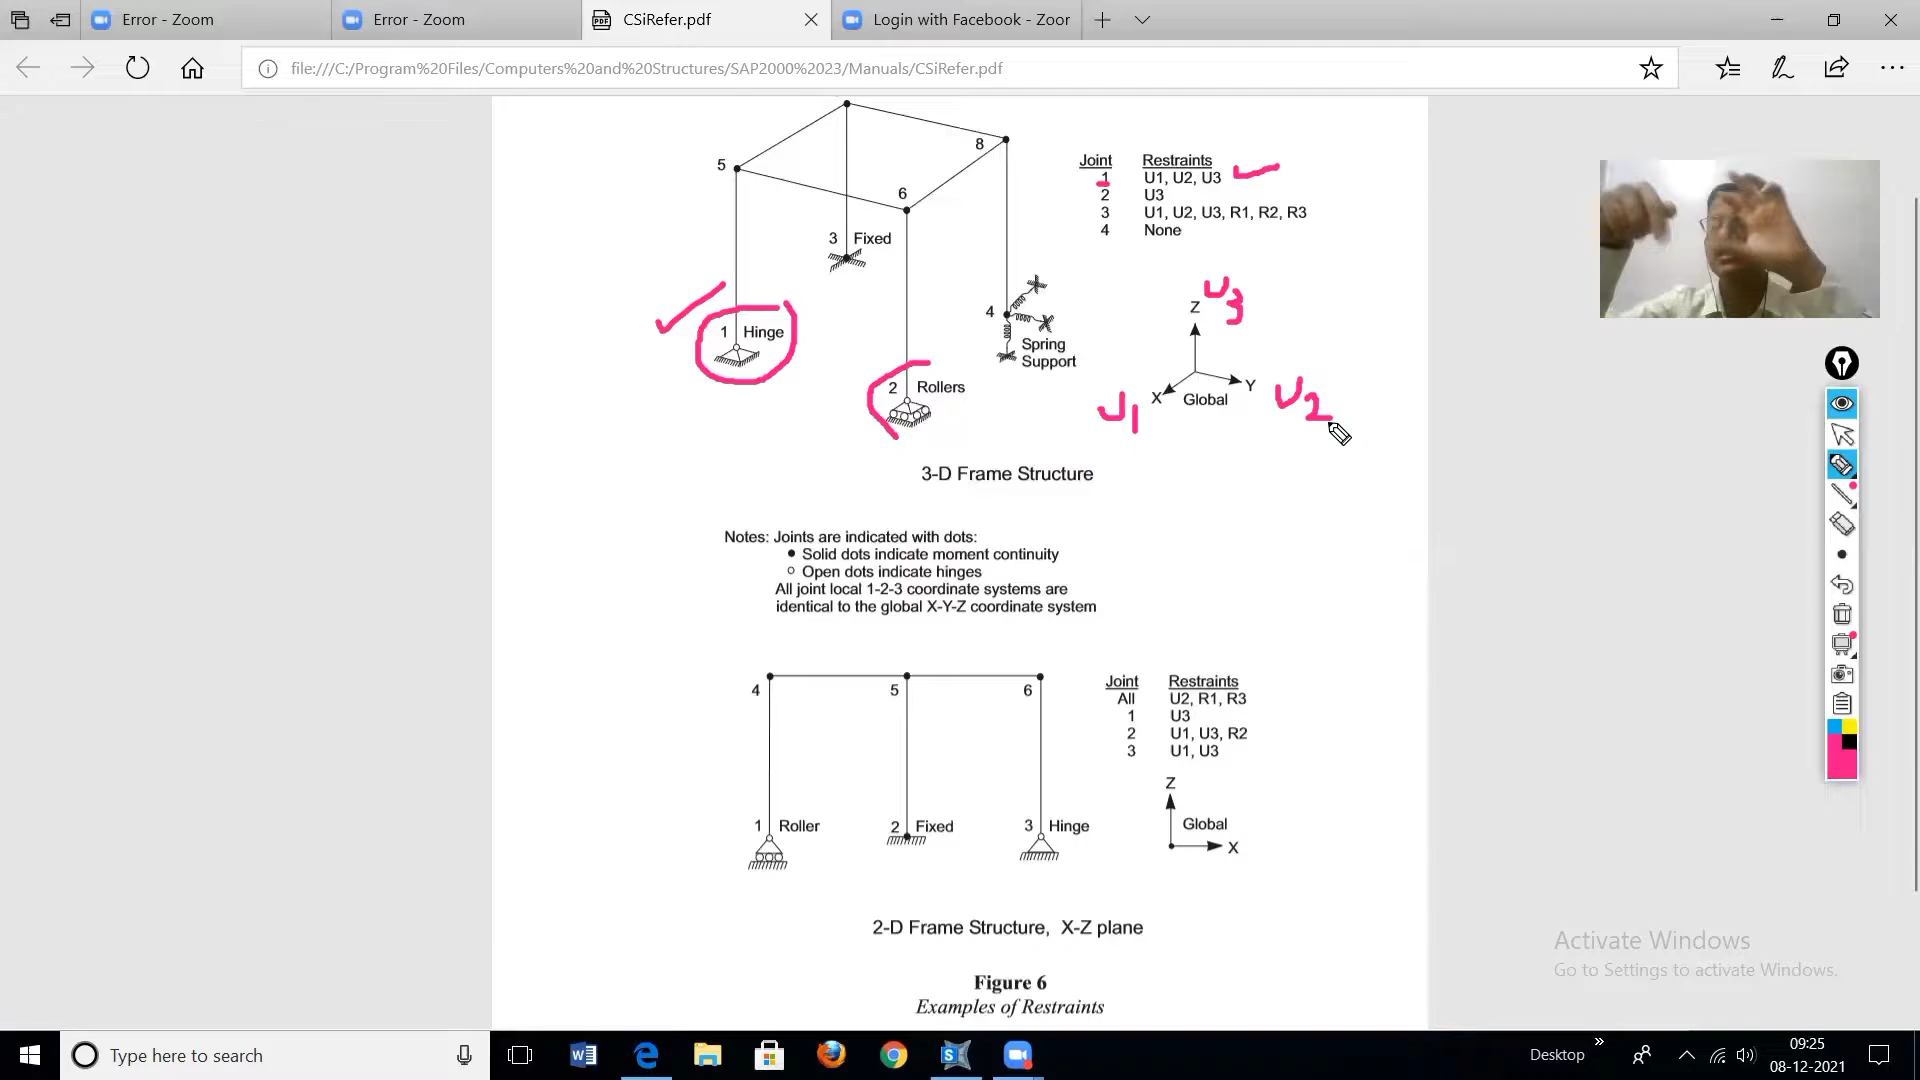 Error - Zoom
Error - Zoom
CSiRefer.pdf
Login with Facebook - Zoor
file:///C:/Program%20Files/Computers%20and%20Structures/SAP2000%2023/Manuals/CSiRefer.pdf
5
8
6
3 Fixed
1 Hinge
4
Spring
Support
2 Rollers
Joint Restraints
1 U1, U2, U3
2 U3
3 U1, U2, U3, R1, R2, R3
4 None
U3
Z
X
Y
Global
U1
U2
3-D Frame Structure
Notes: Joints are indicated with dots:
Solid dots indicate moment continuity
Open dots indicate hinges
All joint local 1-2-3 coordinate systems are
identical to the global X-Y-Z coordinate system
4
5
6
1 Roller
2 Fixed
3 Hinge
Joint Restraints
All U2, R1, R3
1 U3
2 U1, U3, R2
3 U1, U3
Z
Global
X
2-D Frame Structure, X-Z plane
Figure 6
Examples of Restraints
Activate Windows
Go to Settings to activate Windows.
Type here to search
Desktop
09:25
08-12-2021